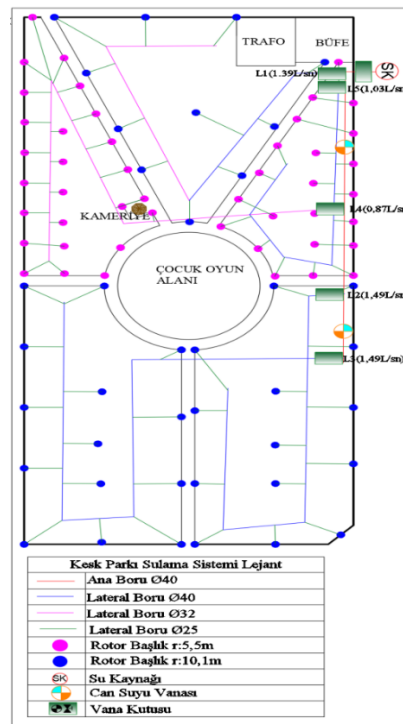 TRAFO
BÜFE
SK
L1(1.39L/sn)
L5(1,03L/sn)
L4(0,87L/sn)
KAMERİYE
ÇOCUK OYUN
ALANI
L2(1,49L/sn)
L3(1,49L/sn)
Kesk Parkı Sulama Sistemi Lejant
Ana Boru Ø40
Lateral Boru Ø40
Lateral Boru Ø32
Lateral Boru Ø25
Rotor Başlık r:5,5m
Rotor Başlık r:10,1m
SK Su Kaynağı
Can Suyu Vanası
Vana Kutusu